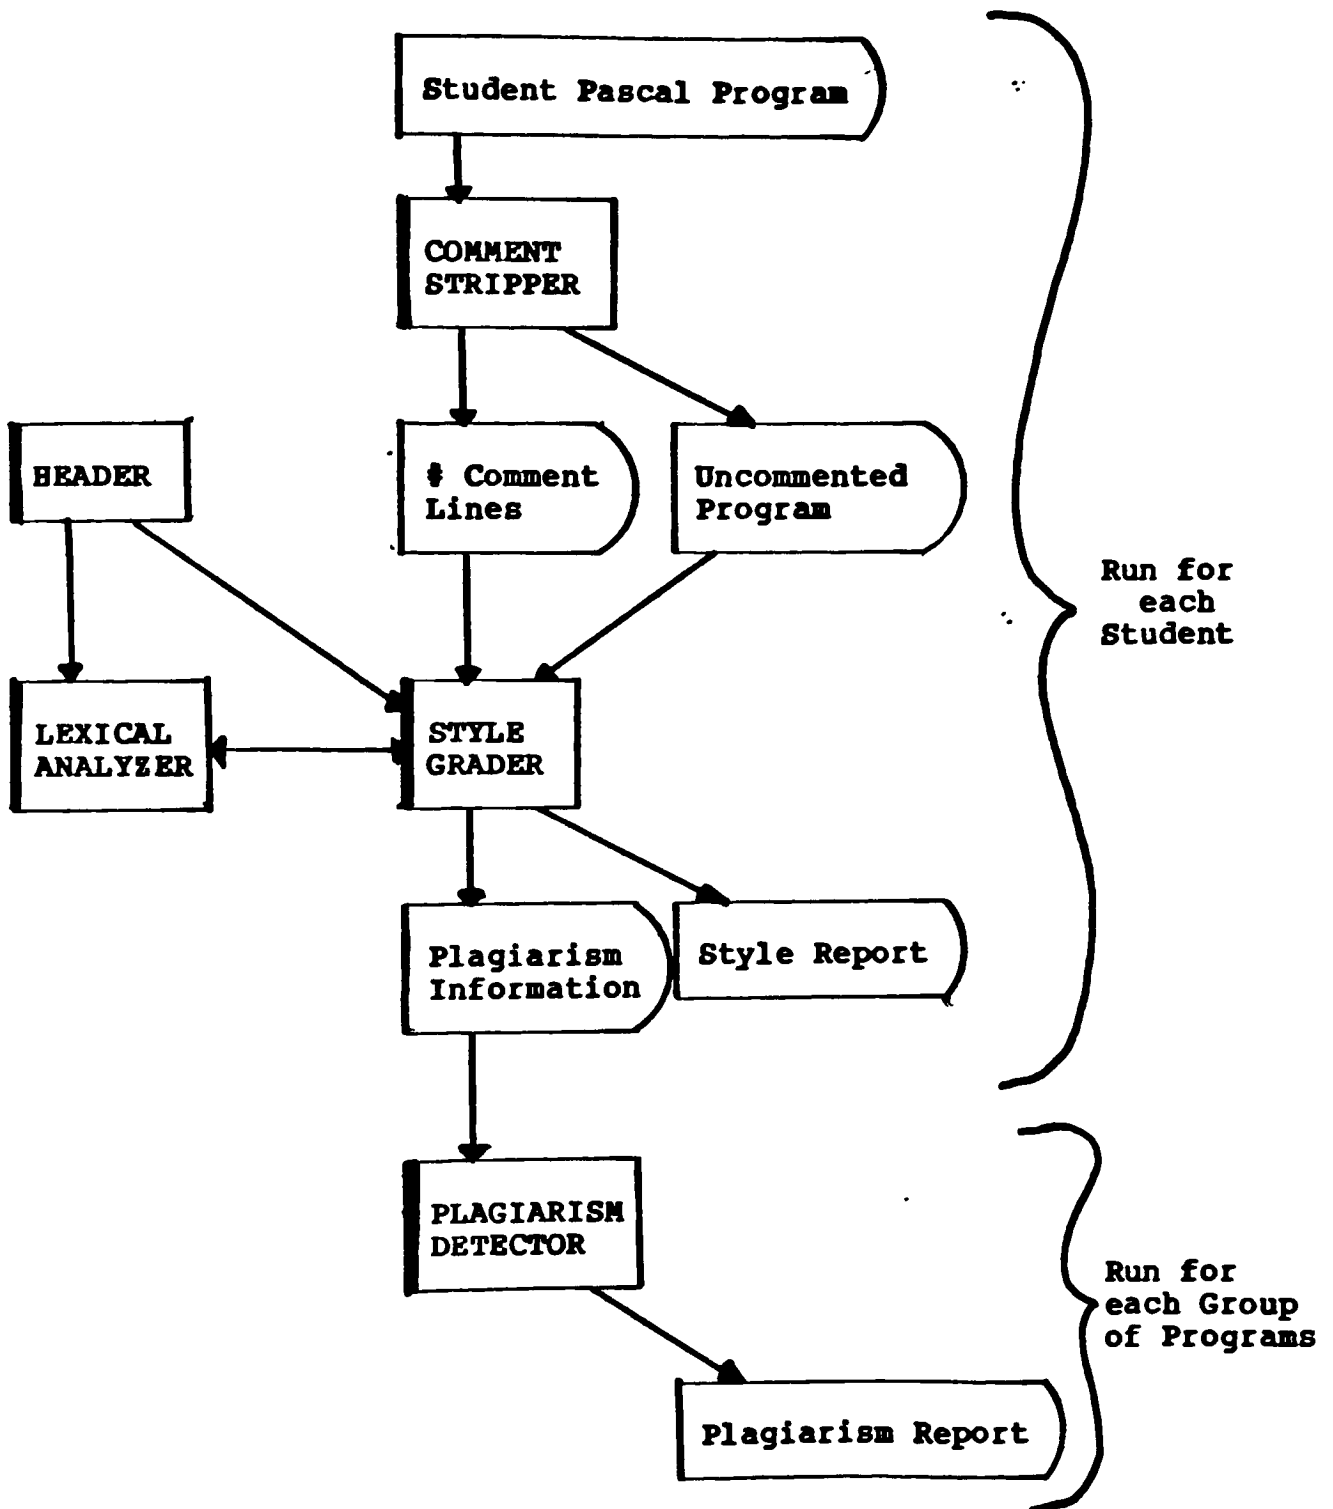 Student Pascal Program
COMMENT
STRIPPER
HEADER
# Comment
Lines
Uncommented
Program
Run for
each
Student
LEXICAL
ANALYZER
STYLE
GRADER
Plagiarism
Information
Style Report
PLAGIARISM
DETECTOR
Run for
each Group
of Programs
Plagiarism Report